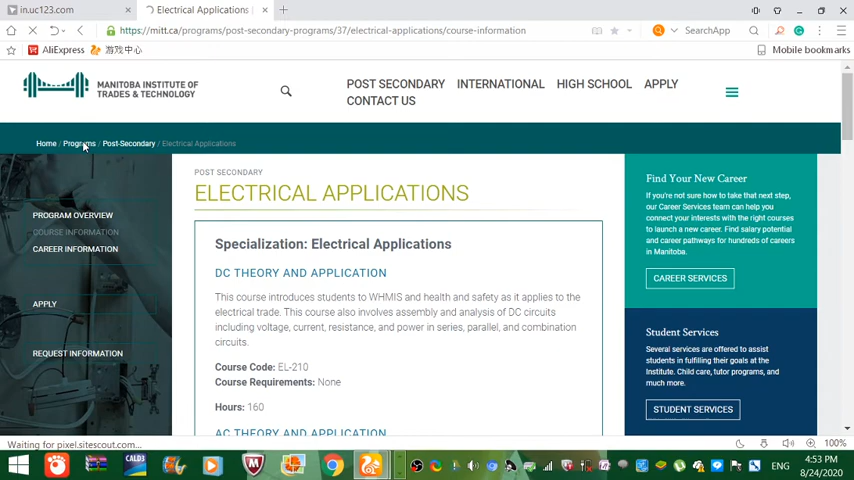 in.uc123.com
Electrical Applications
https://mitt.ca/programs/post-secondary-programs/37/electrical-applications/course-information
SearchApp
AliExpress
游戏中心
Mobile bookmarks
MANITOBA INSTITUTE OF
TRADES & TECHNOLOGY
POST SECONDARY
INTERNATIONAL
HIGH SCHOOL
APPLY
CONTACT US
Home / Programs / Post-Secondary / Electrical Applications
PROGRAM OVERVIEW
COURSE INFORMATION
CAREER INFORMATION
APPLY
REQUEST INFORMATION
POST SECONDARY
ELECTRICAL APPLICATIONS
Specialization: Electrical Applications
DC THEORY AND APPLICATION
This course introduces students to WHMIS and health and safety as it applies to the
electrical trade. This course also involves assembly and analysis of DC circuits
including voltage, current, resistance, and power in series, parallel, and combination
circuits.
Course Code: EL-210
Course Requirements: None
Hours: 160
AC THEORY AND APPLICATION
Find Your New Career
If you're not sure how to take that next step,
our Career Services team can help you
connect your interests with the right courses
to launch a new career. Find salary potential
and career pathways for hundreds of careers
in Manitoba.
CAREER SERVICES
Student Services
Several services are offered to assist
students in fulfilling their goals at the
Institute. Child care, tutor programs, and
much more.
STUDENT SERVICES
Waiting for pixel.sitescout.com...
100%
CALD3
ENG
4:53 PM
8/24/2020